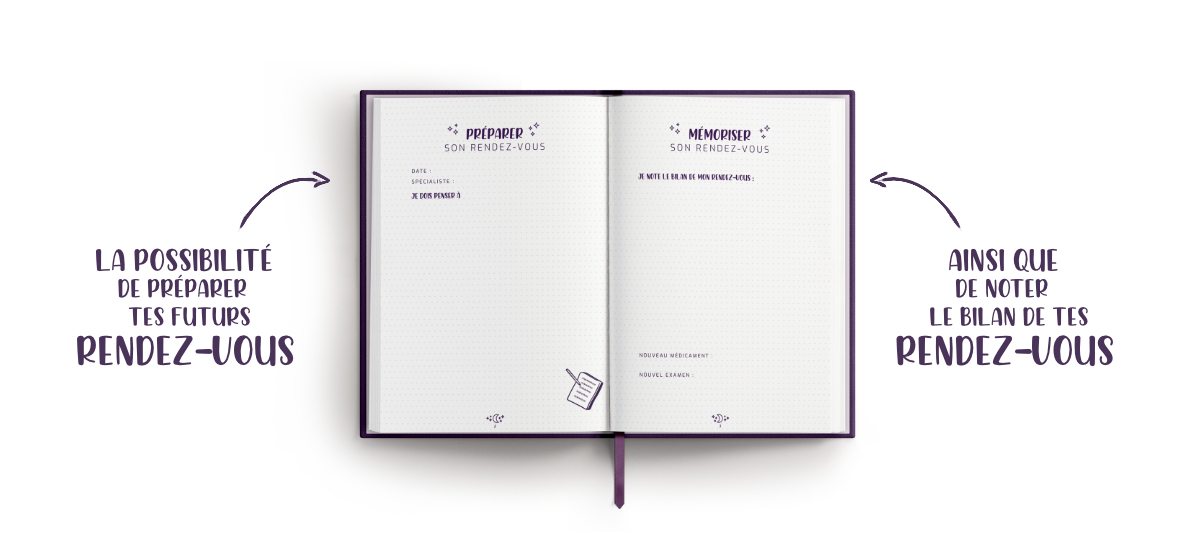 LA POSSIBILITÉ
DE PRÉPARER
TES FUTURS
RENDEZ-VOUS
PRÉPARER
SON RENDEZ-VOUS
DATE :
SPÉCIALISTE :
JE DOIS PENSER À
MÉMORISER
SON RENDEZ-VOUS
JE NOTE LE BILAN DE MON RENDEZ-VOUS :
NOUVEAU MÉDICAMENT :
NOUVEL EXAMEN :
AINSI QUE
DE NOTER
LE BILAN DE TES
RENDEZ-VOUS